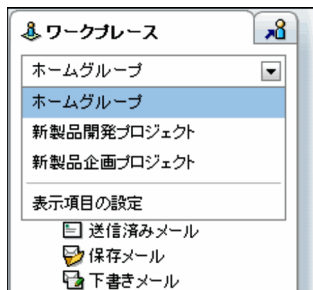 ワークプレース
ホームグループ
ホームグループ
新製品開発プロジェクト
新製品企画プロジェクト
表示項目の設定
送信済みメール
保存メール
下書きメール